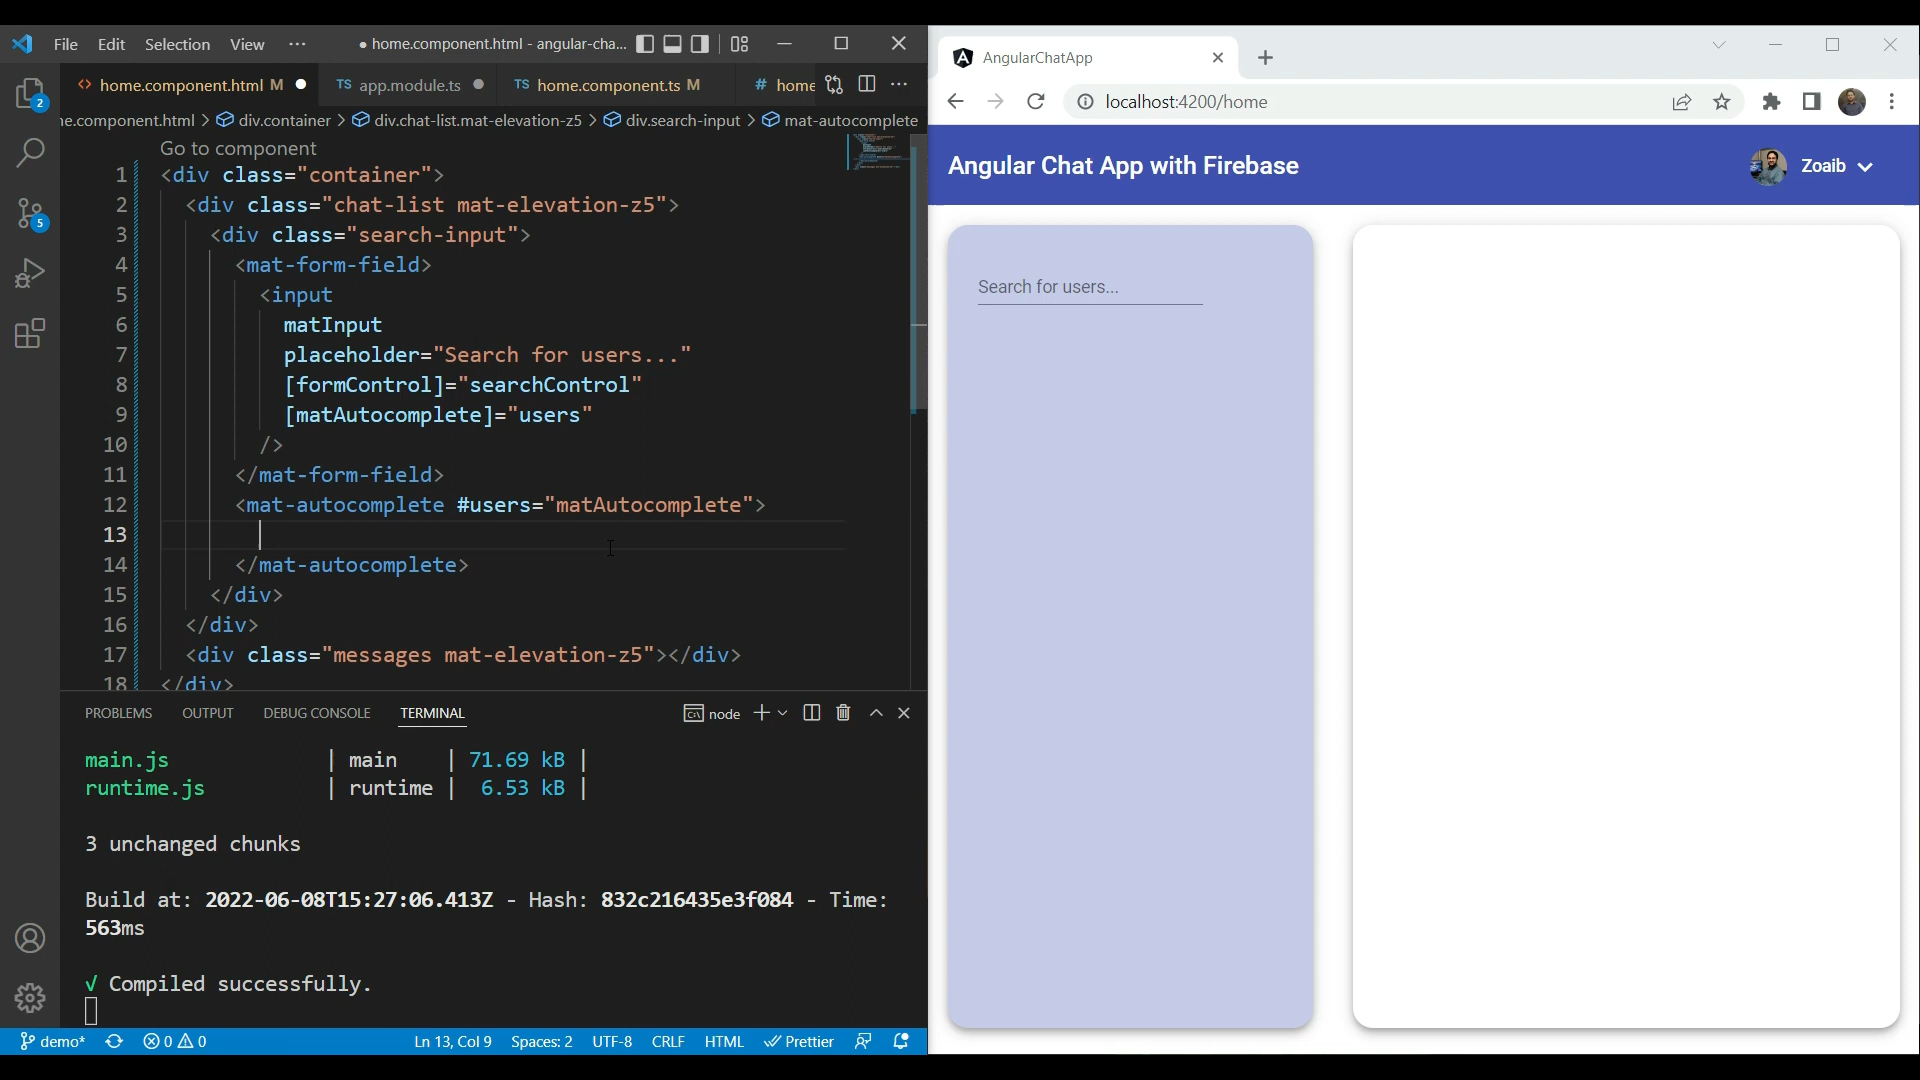 File Edit Selection View ··· ● home.component.html - angular-cha...
home.component.html M ● TS app.module.ts ● TS home.component.ts M # home ···
e.component.html > div.container > div.chat-list.mat-elevation-z5 > div.search-input > mat-autocomplete
Go to component
1 <div class="container">
2 <div class="chat-list mat-elevation-z5">
3 <div class="search-input">
4 <mat-form-field>
5 <input
6 matInput
7 placeholder="Search for users..."
8 [formControl]="searchControl"
9 [matAutocomplete]="users"
10 />
11 </mat-form-field>
12 <mat-autocomplete #users="matAutocomplete">
13
14 </mat-autocomplete>
15 </div>
16 </div>
17 <div class="messages mat-elevation-z5"></div>
18 </div>
2
5
PROBLEMS OUTPUT DEBUG CONSOLE TERMINAL node
main.js | main | 71.69 kB |
runtime.js | runtime | 6.53 kB |
3 unchanged chunks
Build at: 2022-06-08T15:27:06.413Z - Hash: 832c216435e3f084 - Time:
563ms
√ Compiled successfully.
demo* 0 0 Ln 13, Col 9 Spaces: 2 UTF-8 CRLF HTML Prettier
AngularChatApp
localhost:4200/home
Angular Chat App with Firebase
Zoaib
Search for users...